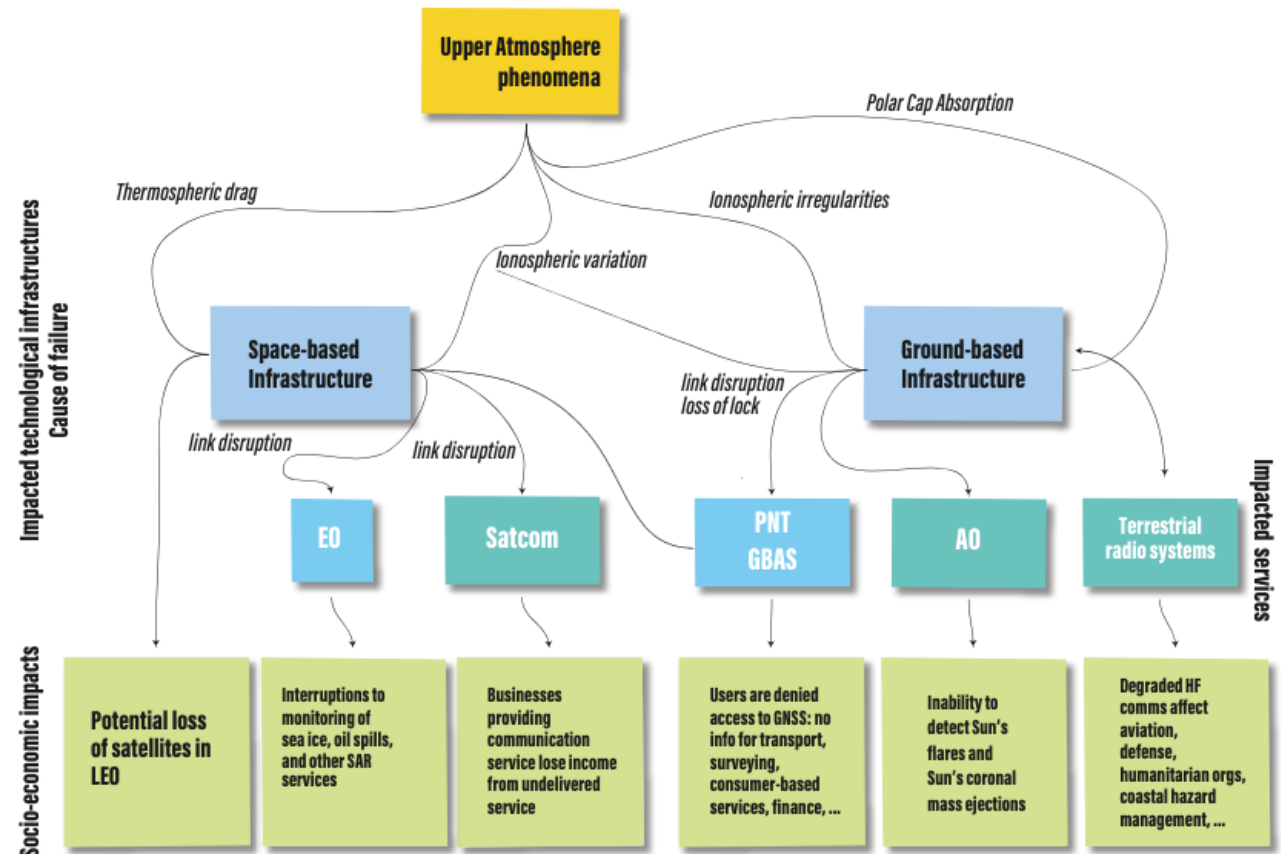 Upper Atmosphere
phenomena
Polar Cap Absorption
Thermospheric drag
Ionospheric irregularities
Ionospheric variation
Impacted technological infrastructures
Cause of failure
Space-based
Infrastructure
Ground-based
Infrastructure
link disruption
loss of lock
link disruption
link disruption
EO
Satcom
PNT
GBAS
AO
Terrestrial
radio systems
Impacted services
Socio-economic impacts
Potential loss
of satellites in
LEO
Interruptions to
monitoring of
sea ice, oil spills,
and other SAR
services
Businesses
providing
communication
service lose income
from undelivered
service
Users are denied
access to GNSS: no
info for transport,
surveying,
consumer-based
services, finance, ...
Inability to
detect Sun's
flares and
Sun's coronal
mass ejections
Degraded HF
comms affect
aviation,
defense,
humanitarian orgs,
coastal hazard
management, ...